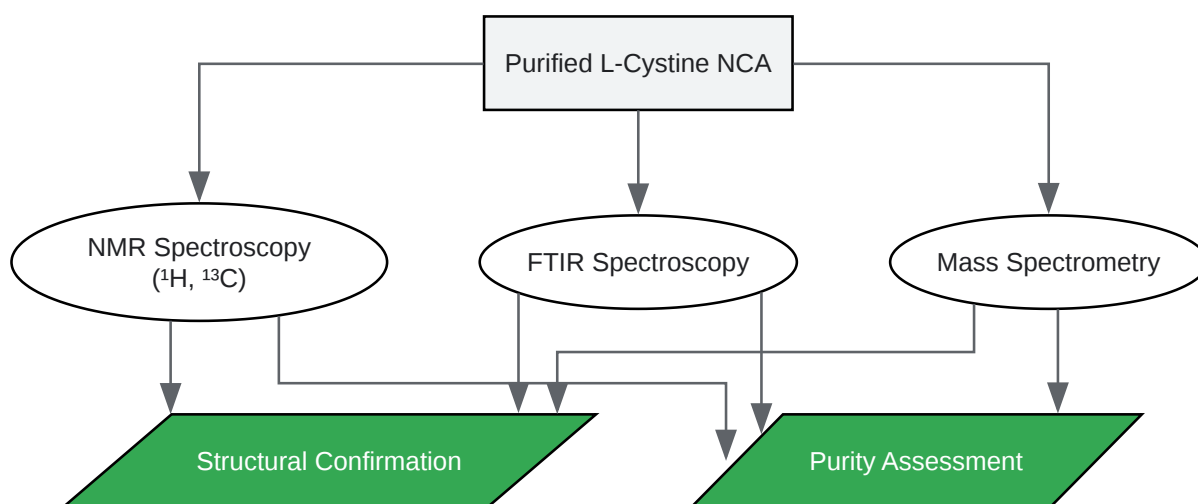 Purified L-Cystine NCA
NMR Spectroscopy
(¹H, ¹³C)
FTIR Spectroscopy
Mass Spectrometry
Structural Confirmation
Purity Assessment